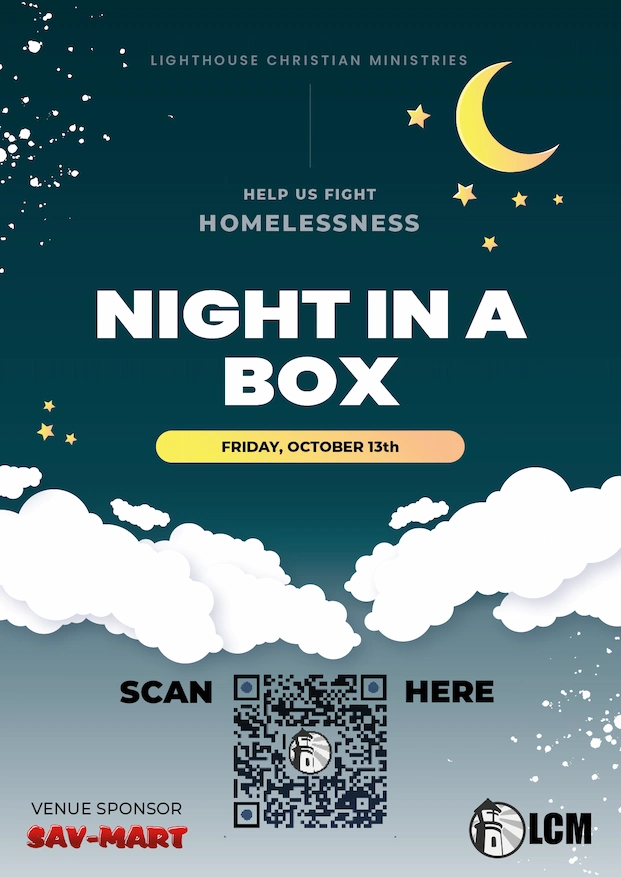 LIGHTHOUSE CHRISTIAN MINISTRIES
HELP US FIGHT
HOMELESSNESS
NIGHT IN A
BOX
FRIDAY, OCTOBER 13th
SCAN HERE
VENUE SPONSOR
SAV-MART
LCM